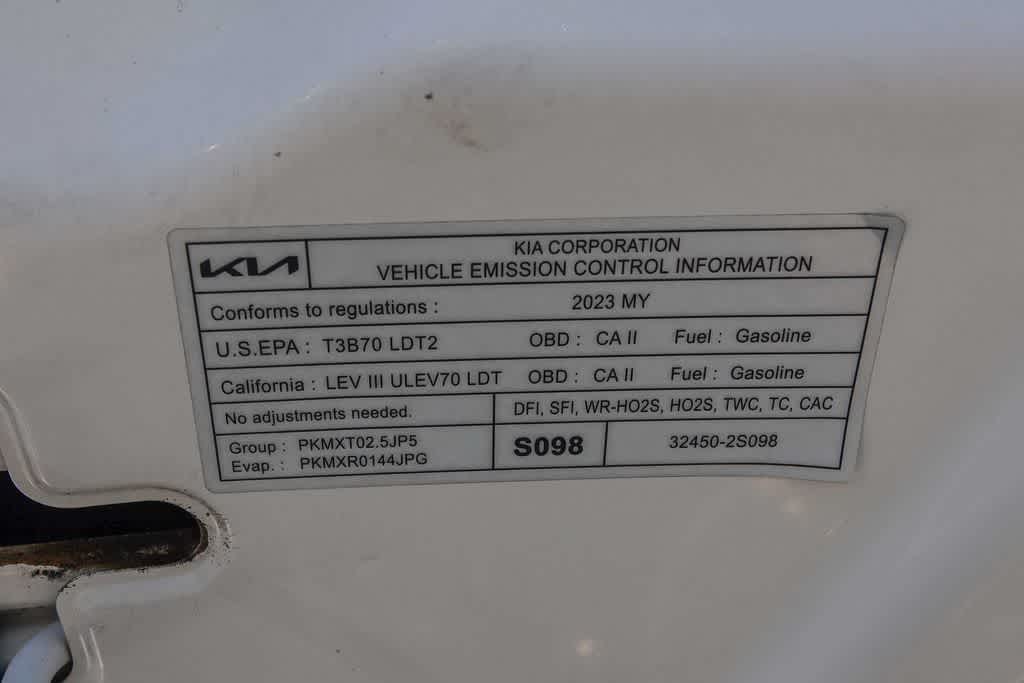 KIA
KIA CORPORATION
VEHICLE EMISSION CONTROL INFORMATION
Conforms to regulations : 2023 MY
U.S.EPA : T3B70 LDT2 OBD : CA II Fuel : Gasoline
California : LEV III ULEV70 LDT OBD : CA II Fuel : Gasoline
No adjustments needed. DFI, SFI, WR-HO2S, HO2S, TWC, TC, CAC
Group : PKMXT02.5JP5
Evap. : PKMXR0144JPG
S098 32450-2S098